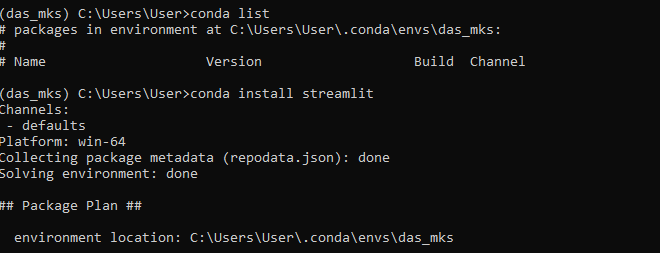 (das_mks) C:\Users\User>conda list
# packages in environment at C:\Users\User\.conda\envs\das_mks:
#
# Name                    Version                   Build  Channel
(das_mks) C:\Users\User>conda install streamlit
Channels:
 - defaults
Platform: win-64
Collecting package metadata (repodata.json): done
Solving environment: done
## Package Plan ##
  environment location: C:\Users\User\.conda\envs\das_mks